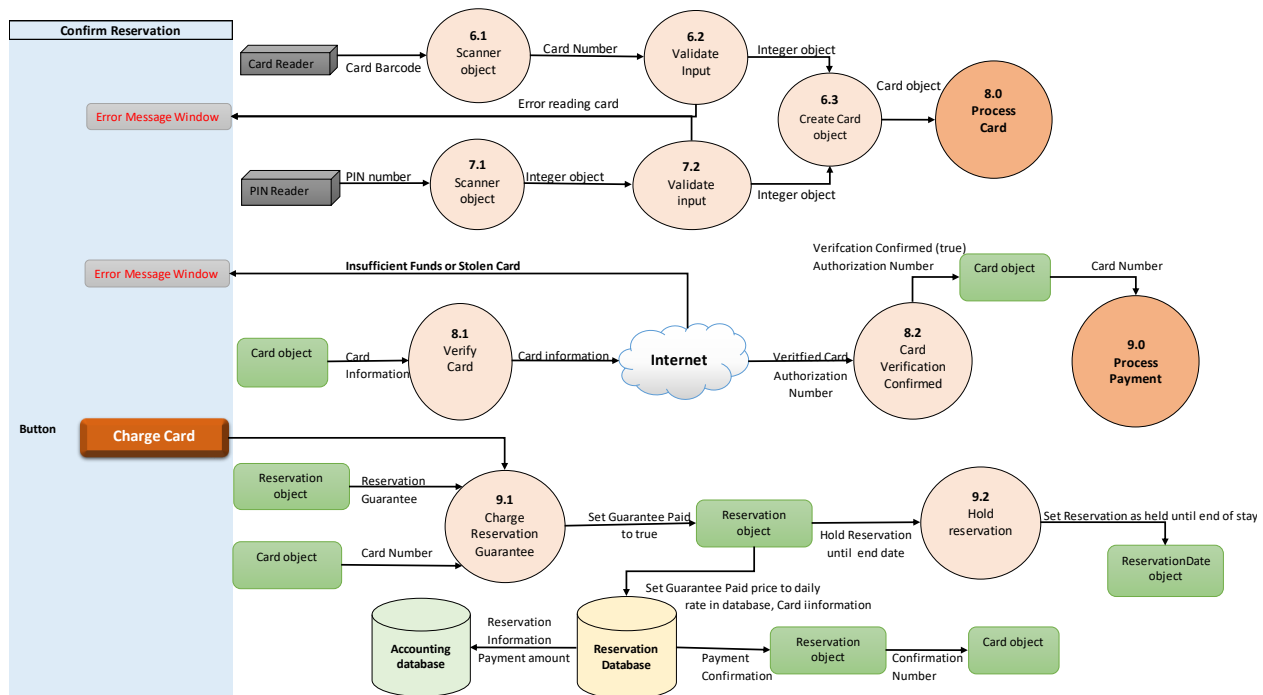 Confirm Reservation
6.1
Scanner
object
6.2
Validate
Input
Card Reader
Card Barcode
Card Number
Integer object
6.3
Create Card
object
Card object
8.0
Process
Card
Error reading card
Error Message Window
PIN Reader
PIN number
7.1
Scanner
object
Integer object
7.2
Validate
input
Integer object
Error Message Window
Insufficient Funds or Stolen Card
Verifcation Confirmed (true)
Authorization Number
Card object
Card Number
Card object
Card
Information
8.1
Verify
Card
Card information
Internet
Veritfied Card
Authorization
Number
8.2
Card
Verification
Confirmed
9.0
Process
Payment
Button
Charge Card
Reservation
object
Reservation
Guarantee
9.1
Charge
Reservation
Guarantee
Card object
Card Number
Set Guarantee Paid
to true
Reservation
object
Hold Reservation
until end date
9.2
Hold
reservation
Set Reservation as held until end of stay
ReservationDate
object
Set Guarantee Paid price to daily
rate in database, Card iinformation
Accounting
database
Reservation
Information
Payment amount
Reservation
Database
Payment
Confirmation
Reservation
object
Confirmation
Number
Card object